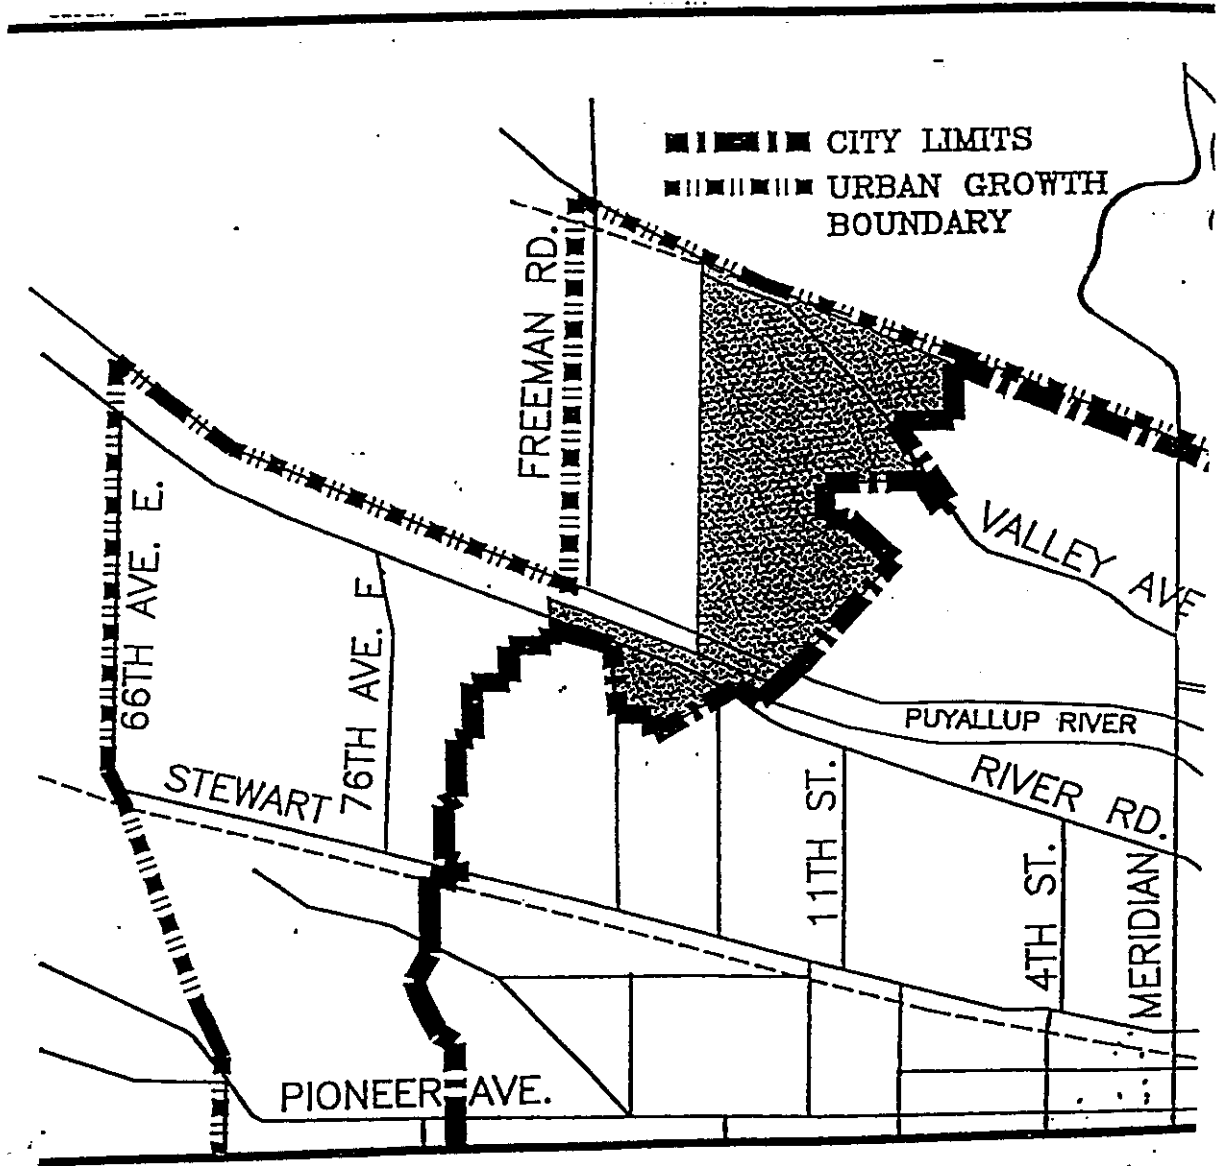 CITY LIMITS
URBAN GROWTH
BOUNDARY
FREEMAN RD.
66TH AVE. E.
76TH AVE. E
VALLEY AVE
PUYALLUP RIVER
RIVER RD.
STEWART
11TH ST.
4TH ST.
MERIDIAN
PIONEER AVE.